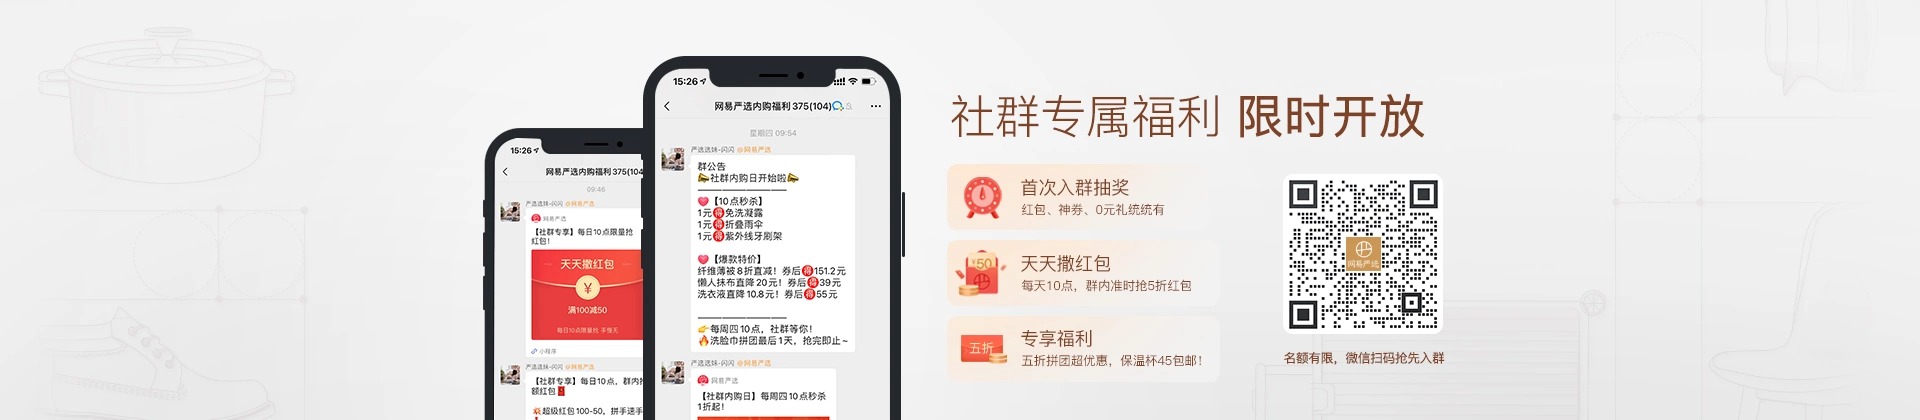 15:26
网易严选内购福利 375(104
09:46
严选选妹-闪闪 @网易严选
网易严选
【社群专享】每日10点限量抢
红包！
天天撒红包
¥
满100减50
每日10点限量抢 手慢无
小程序
严选选妹-闪闪 @网易严选
【社群专享】每日10点，群内抢
额红包
超级红包100-50，拼手速手
15:26
网易严选内购福利 375(104)
星期四 09:54
严选选妹-闪闪 @网易严选
群公告
社群内购日开始啦
【10点秒杀】
1元得免洗凝露
1元得折叠雨伞
1元得紫外线牙刷架
【爆款特价】
纤维薄被8折直减！券后得151.2元
懒人抹布直降20元！券后得39元
洗衣液直降10.8元！券后得55元
每周四10点，社群等你！
洗脸巾拼团最后1天，抢完即止~
严选选妹-闪闪 @网易严选
网易严选
【社群内购日】每周四10点秒杀
1折起！
社群专属福利 限时开放
首次入群抽奖
红包、神券、0元礼统统有
¥50
天天撒红包
每天10点，群内准时抢5折红包
五折
专享福利
五折拼团超优惠，保温杯45包邮！
网易严选
名额有限，微信扫码抢先入群